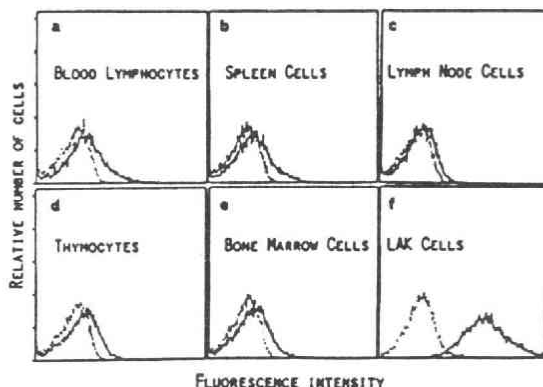 a
BLOOD LYMPHOCYTES
b
SPLEEN CELLS
c
LYMPH NODE CELLS
d
THYMOCYTES
e
BONE MARROW CELLS
f
LAK CELLS
RELATIVE NUMBER OF CELLS
FLUORESCENCE INTENSITY